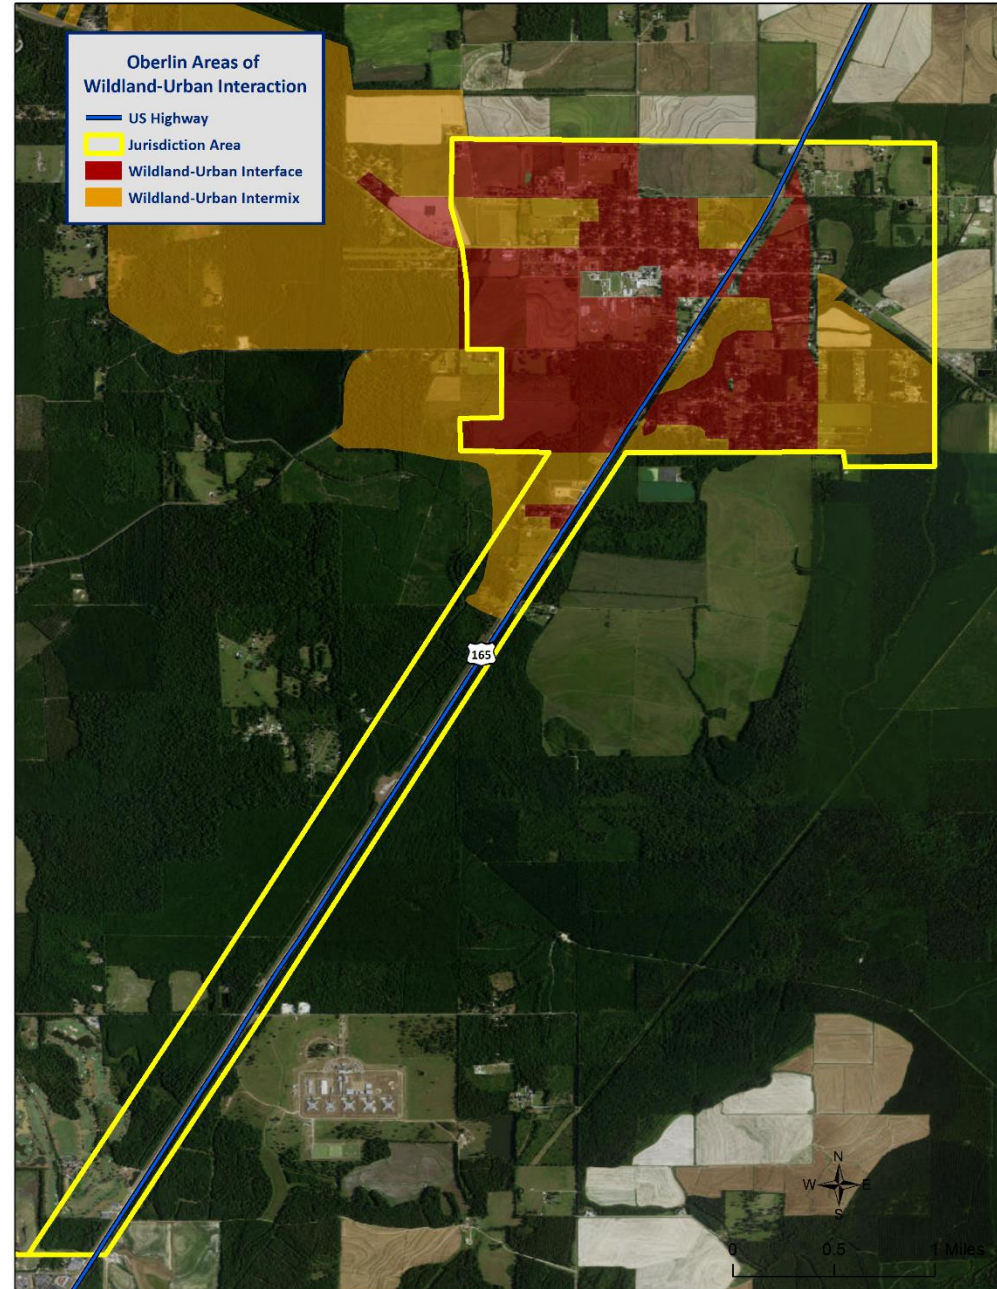 Oberlin Areas of
Wildland-Urban Interaction
US Highway
Jurisdiction Area
Wildland-Urban Interface
Wildland-Urban Intermix
165
N
W E
S
0 0.5 1 Miles